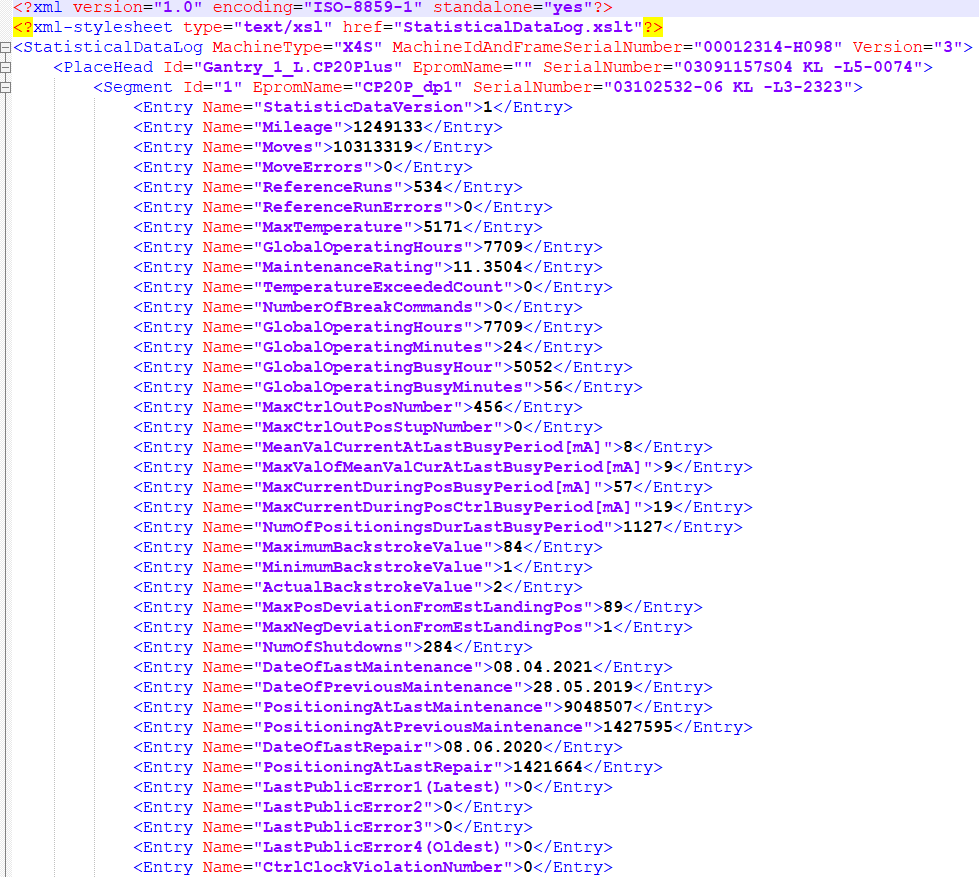 <?xml version="1.0" encoding="ISO-8859-1" standalone="yes"?>
<?xml-stylesheet type="text/xsl" href="StatisticalDataLog.xslt"?>
<StatisticalDataLog MachineType="X4S" MachineIdAndFrameSerialNumber="00012314-H098" Version="3">
<PlaceHead Id="Gantry_1_L.CP20Plus" EpromName="" SerialNumber="03091157S04 KL -L5-0074">
<Segment Id="1" EpromName="CP20P_dp1" SerialNumber="03102532-06 KL -L3-2323">
<Entry Name="StatisticDataVersion">1</Entry>
<Entry Name="Mileage">1249133</Entry>
<Entry Name="Moves">10313319</Entry>
<Entry Name="MoveErrors">0</Entry>
<Entry Name="ReferenceRuns">534</Entry>
<Entry Name="ReferenceRunErrors">0</Entry>
<Entry Name="MaxTemperature">5171</Entry>
<Entry Name="GlobalOperatingHours">7709</Entry>
<Entry Name="MaintenanceRating">11.3504</Entry>
<Entry Name="TemperatureExceededCount">0</Entry>
<Entry Name="NumberOfBreakCommands">0</Entry>
<Entry Name="GlobalOperatingHours">7709</Entry>
<Entry Name="GlobalOperatingMinutes">24</Entry>
<Entry Name="GlobalOperatingBusyHour">5052</Entry>
<Entry Name="GlobalOperatingBusyMinutes">56</Entry>
<Entry Name="MaxCtrlOutPosNumber">456</Entry>
<Entry Name="MaxCtrlOutPosStupNumber">0</Entry>
<Entry Name="MeanValCurrentAtLastBusyPeriod[mA]">8</Entry>
<Entry Name="MaxValOfMeanValCurAtLastBusyPeriod[mA]">9</Entry>
<Entry Name="MaxCurrentDuringPosBusyPeriod[mA]">57</Entry>
<Entry Name="MaxCurrentDuringPosCtrlBusyPeriod[mA]">19</Entry>
<Entry Name="NumOfPositioningsDurLastBusyPeriod">1127</Entry>
<Entry Name="MaximumBackstrokeValue">84</Entry>
<Entry Name="MinimumBackstrokeValue">1</Entry>
<Entry Name="ActualBackstrokeValue">2</Entry>
<Entry Name="MaxPosDeviationFromEstLandingPos">89</Entry>
<Entry Name="MaxNegDeviationFromEstLandingPos">1</Entry>
<Entry Name="NumOfShutdowns">284</Entry>
<Entry Name="DateOfLastMaintenance">08.04.2021</Entry>
<Entry Name="DateOfPreviousMaintenance">28.05.2019</Entry>
<Entry Name="PositioningAtLastMaintenance">9048507</Entry>
<Entry Name="PositioningAtPreviousMaintenance">1427595</Entry>
<Entry Name="DateOfLastRepair">08.06.2020</Entry>
<Entry Name="PositioningAtLastRepair">1421664</Entry>
<Entry Name="LastPublicError1(Latest)">0</Entry>
<Entry Name="LastPublicError2">0</Entry>
<Entry Name="LastPublicError3">0</Entry>
<Entry Name="LastPublicError4(Oldest)">0</Entry>
<Entry Name="CtrlClockViolationNumber">0</Entry>